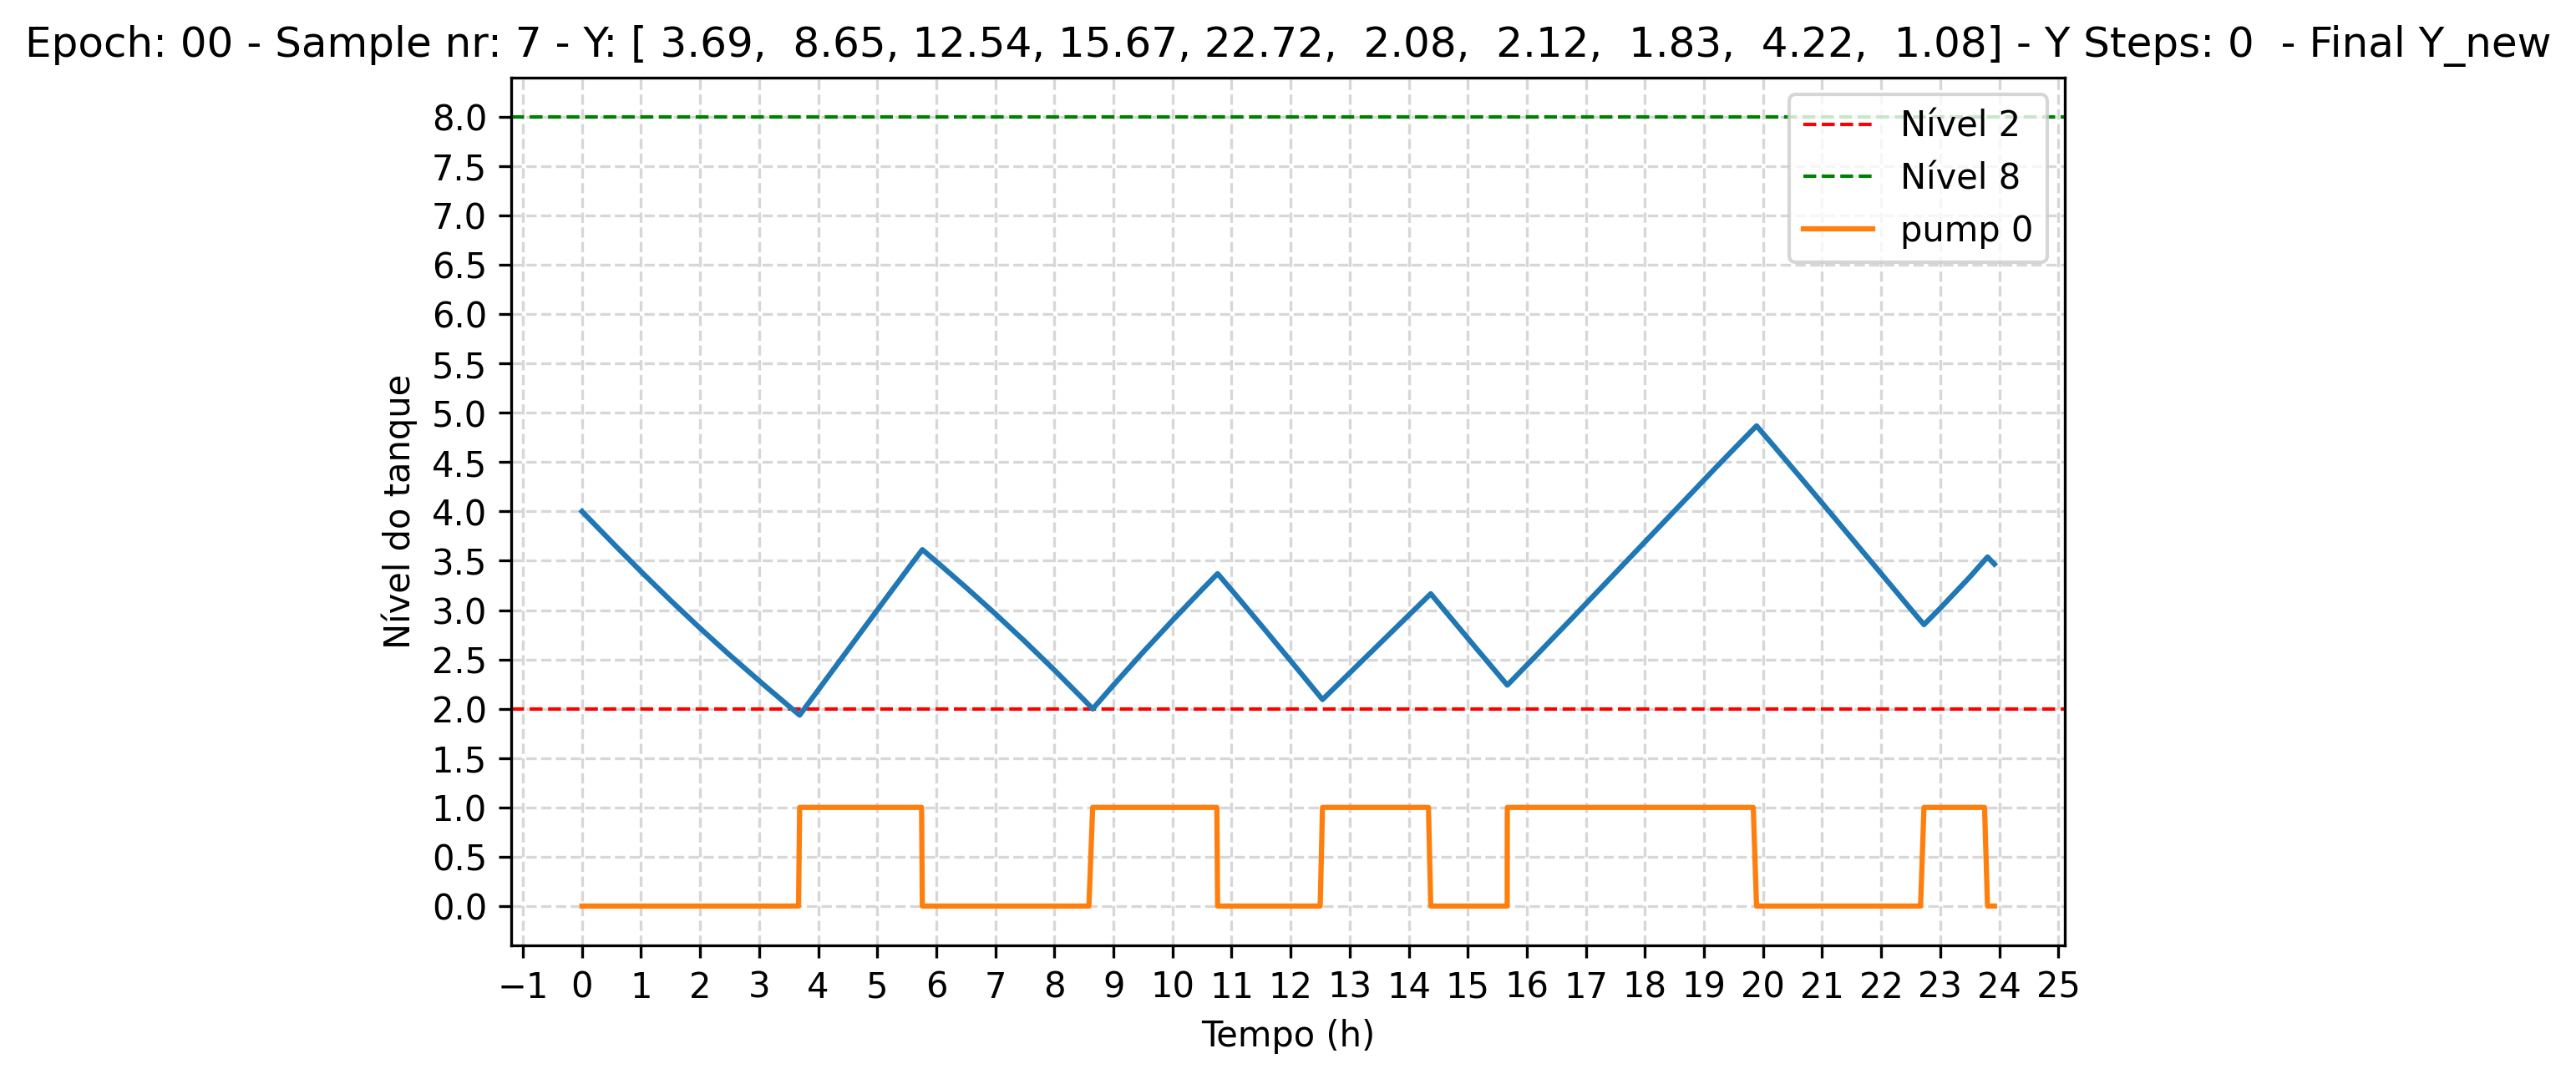 Epoch: 00 - Sample nr: 7 - Y: [ 3.69,  8.65, 12.54, 15.67, 22.72,  2.08,  2.12,  1.83,  4.22,  1.08] - Y Steps: 0  - Final Y_new
Nível 2
Nível 8
pump 0
Nível do tanque
8.0
7.5
7.0
6.5
6.0
5.5
5.0
4.5
4.0
3.5
3.0
2.5
2.0
1.5
1.0
0.5
0.0
−1 0 1 2 3 4 5 6 7 8 9 10 11 12 13 14 15 16 17 18 19 20 21 22 23 24 25
Tempo (h)